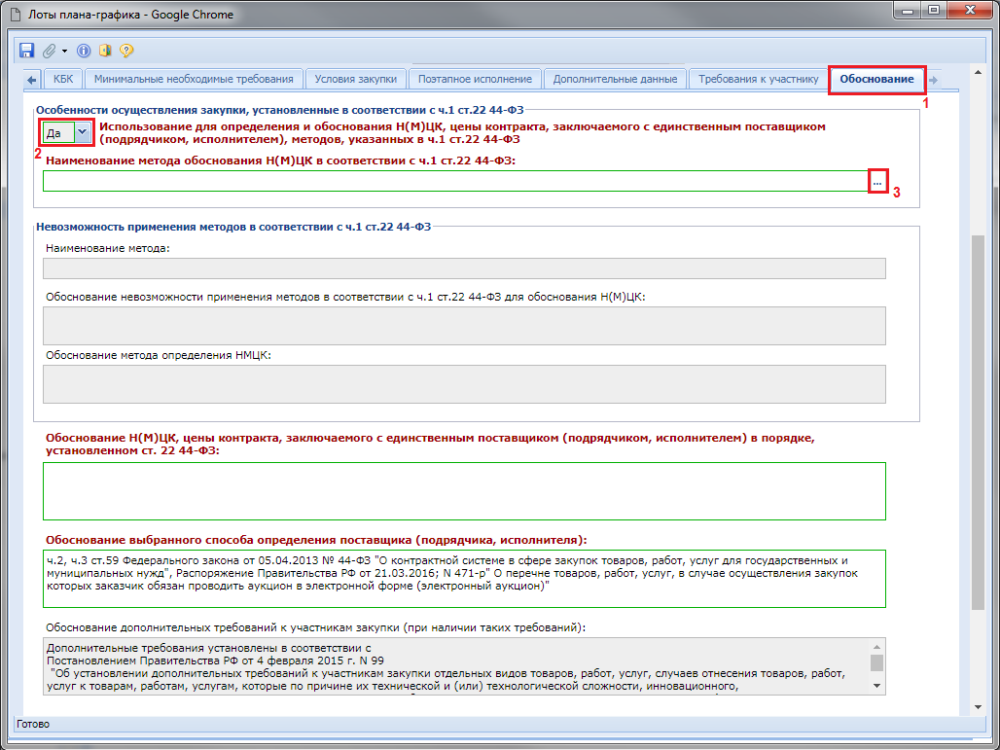 Лоты плана-графика - Google Chrome
КБК
Минимальные необходимые требования
Условия закупки
Поэтапное исполнение
Дополнительные данные
Требования к участнику
Обоснование
1
Особенности осуществления закупки, установленные в соответствии с ч.1 ст.22 44-ФЗ
Да
2
Использование для определения и обоснования Н(М)ЦК, цены контракта, заключаемого с единственным поставщиком
(подрядчиком, исполнителем), методов, указанных в ч.1 ст.22 44-ФЗ
Наименование метода обоснования Н(М)ЦК в соответствии с ч.1 ст.22 44-ФЗ:
...
3
Невозможность применения методов в соответствии с ч.1 ст.22 44-ФЗ
Наименование метода:
Обоснование невозможности применения методов в соответствии с ч.1 ст.22 44-ФЗ для обоснования Н(М)ЦК:
Обоснование метода определения НМЦК:
Обоснование Н(М)ЦК, цены контракта, заключаемого с единственным поставщиком (подрядчиком, исполнителем) в порядке,
установленном ст. 22 44-ФЗ:
Обоснование выбранного способа определения поставщика (подрядчика, исполнителя):
ч.2, ч.3 ст.59 Федерального закона от 05.04.2013 № 44-ФЗ "О контрактной системе в сфере закупок товаров, работ, услуг для государственных и
муниципальных нужд", Распоряжение Правительства РФ от 21.03.2016; N 471-р" О перечне товаров, работ, услуг, в случае осуществления закупок
которых заказчик обязан проводить аукцион в электронной форме (электронный аукцион)"
Обоснование дополнительных требований к участникам закупки (при наличии таких требований):
Дополнительные требования установлены в соответствии с
Постановлением Правительства РФ от 4 февраля 2015 г. N 99
"Об установлении дополнительных требований к участникам закупки отдельных видов товаров, работ, услуг, случаев отнесения товаров, работ,
услуг к товарам, работам, услугам, которые по причине их технической и (или) технологической сложности, инновационного,
Готово